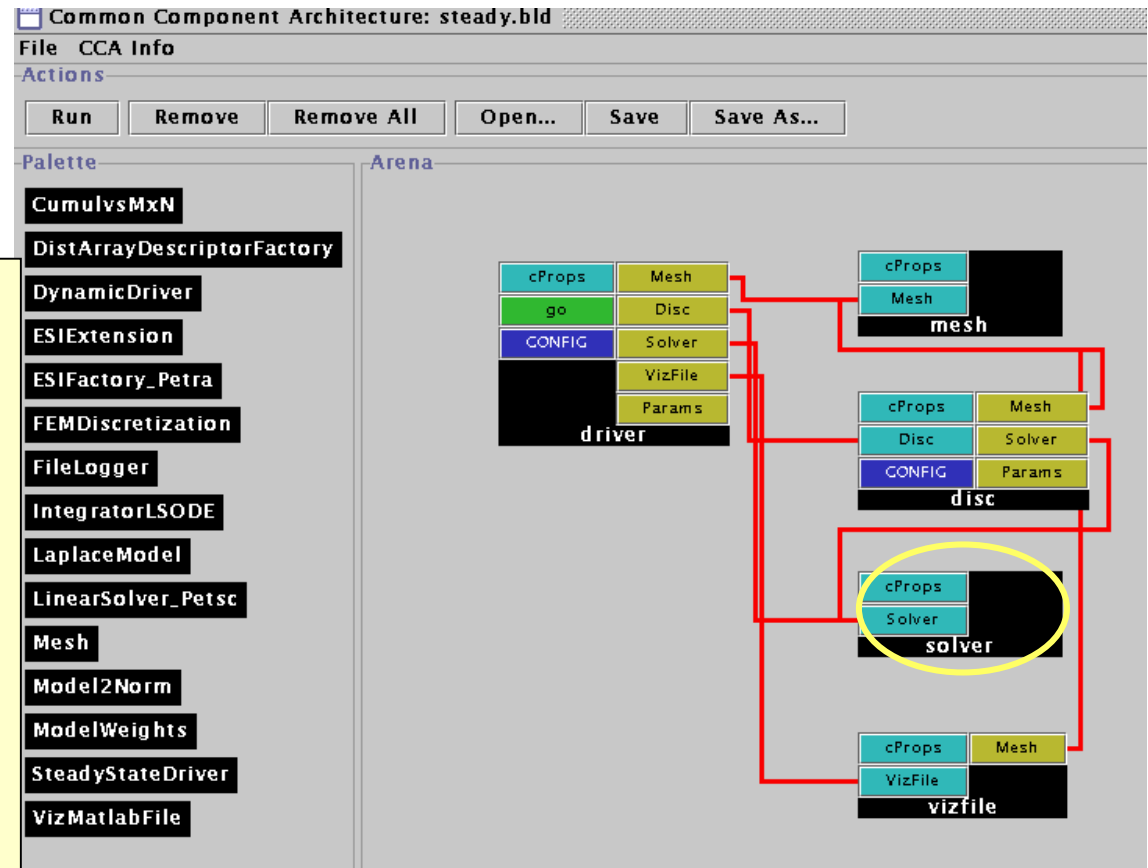 Common Component Architecture: steady.bld
File CCA Info
Actions
Run Remove Remove All Open... Save Save As...
Palette
CumulvsMxN
DistArrayDescriptorFactory
DynamicDriver
ESIExtension
ESIFactory_Petra
FEMDiscretization
FileLogger
IntegratorLSODE
LaplaceModel
LinearSolver_Petsc
Mesh
Model2Norm
ModelWeights
SteadyStateDriver
VizMatlabFile
Arena
cProps Mesh
go Disc
CONFIG Solver
VizFile
Params
driver
cProps
Mesh
mesh
cProps Mesh
Disc Solver
CONFIG Params
disc
cProps
Solver
solver
cProps Mesh
VizFile
vizfile